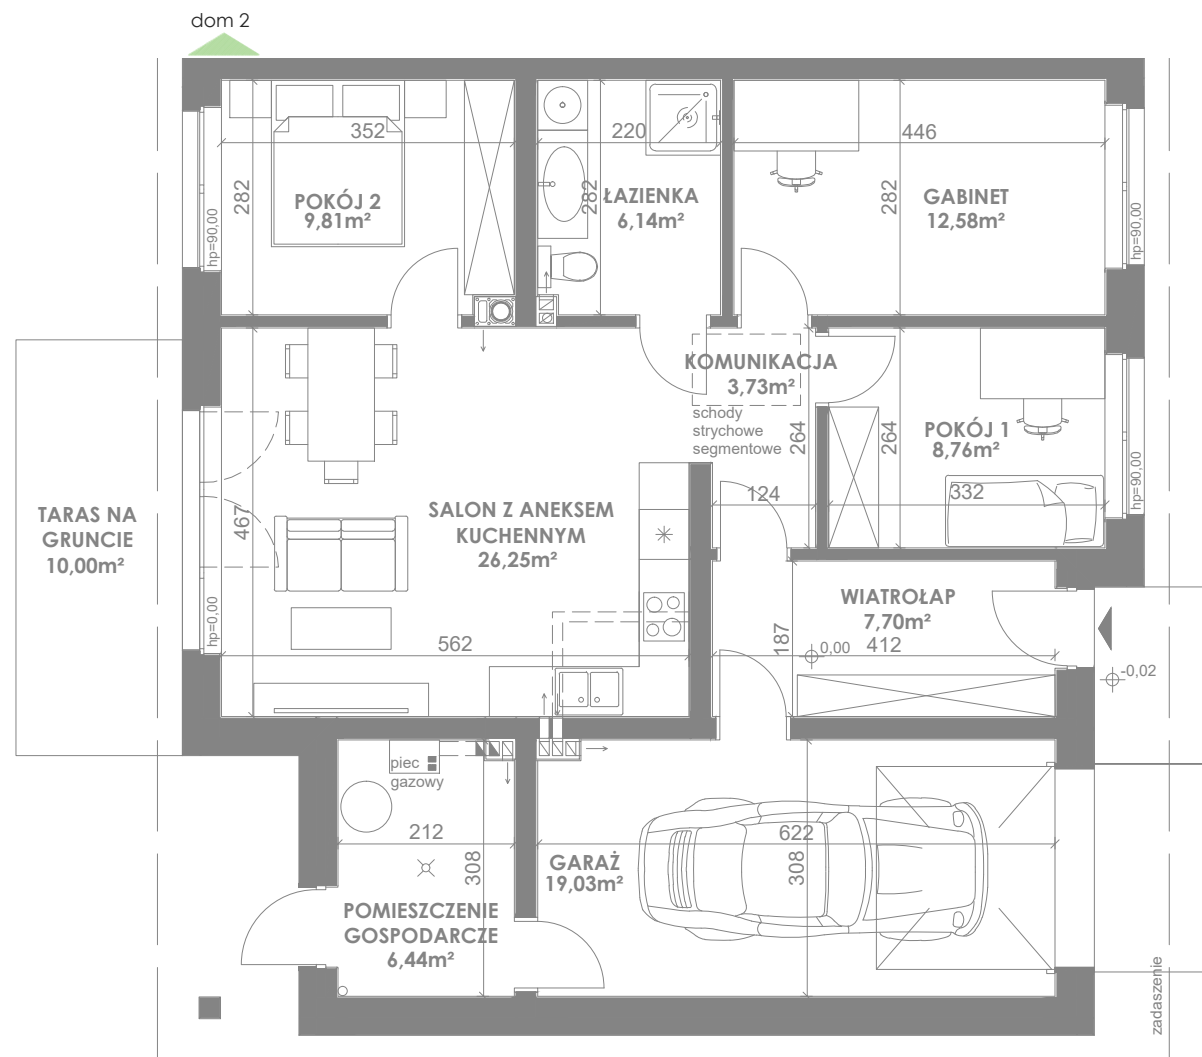 dom 2
352
282
hp=90,00
POKÓJ 2
9,81m²
220
282
ŁAZIENKA
6,14m²
446
282
GABINET
12,58m²
hp=90,00
KOMUNIKACJA
3,73m²
schody
strychowe
segmentowe
264
124
264
POKÓJ 1
8,76m²
332
hp=90,00
TARAS NA
GRUNCIE
10,00m²
467
hp=0,00
SALON Z ANEKSEM
KUCHENNYM
26,25m²
562
WIATROŁAP
7,70m²
187
0,00
412
-0,02
piec
gazowy
212
308
POMIESZCZENIE
GOSPODARCZE
6,44m²
GARAŻ
19,03m²
622
308
zadaszenie